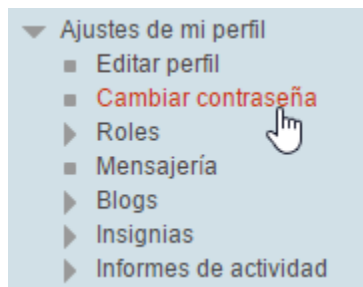 Ajustes de mi perfil
Editar perfil
Cambiar contraseña
Roles
Mensajería
Blogs
Insignias
Informes de actividad